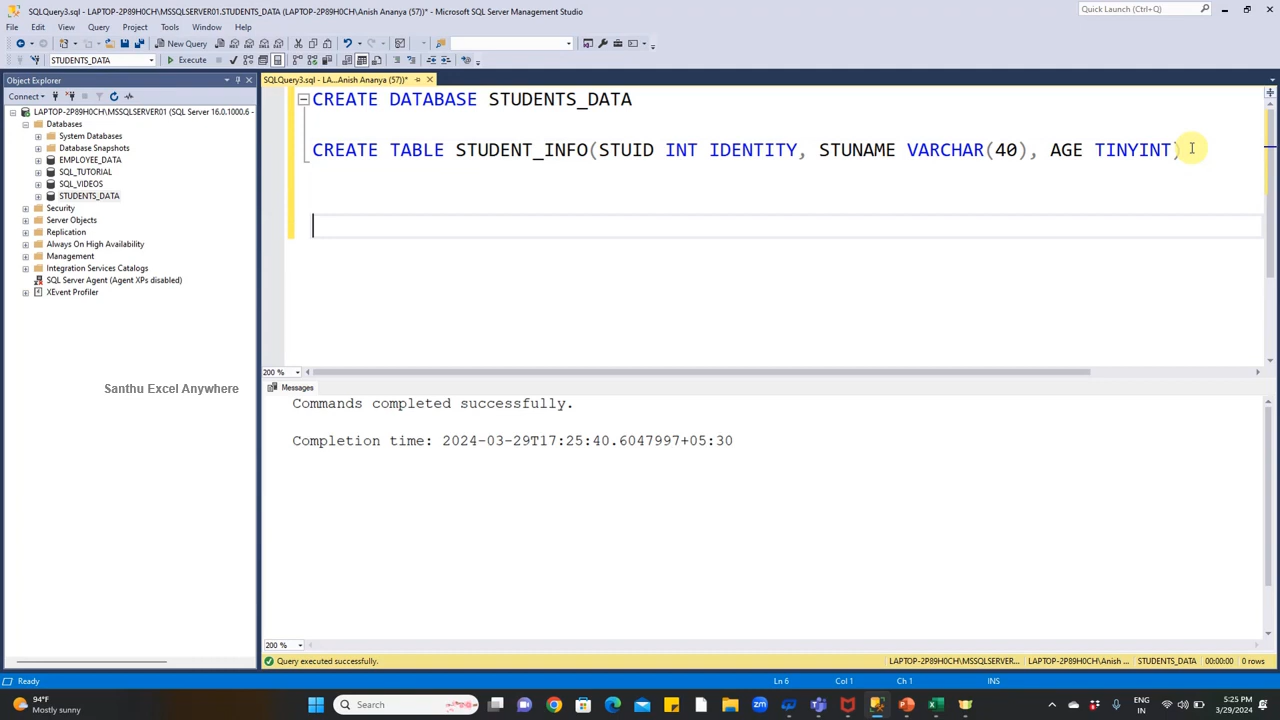 SQLQuery3.sql - LAPTOP-2P89H0CH\MSSQLSERVER01.STUDENTS_DATA (LAPTOP-2P89H0CH\Anish Ananya (57))* - Microsoft SQL Server Management Studio
Quick Launch (Ctrl+Q)
File Edit View Query Project Tools Window Help
New Query
STUDENTS_DATA
Execute
Object Explorer
SQLQuery3.sql - LA...Anish Ananya (57))*
Connect
LAPTOP-2P89H0CH\MSSQLSERVER01 (SQL Server 16.0.1000.6 -
Databases
System Databases
Database Snapshots
EMPLOYEE_DATA
SQL_TUTORIAL
SQL_VIDEOS
STUDENTS_DATA
Security
Server Objects
Replication
Always On High Availability
Management
Integration Services Catalogs
SQL Server Agent (Agent XPs disabled)
XEvent Profiler
Santhu Excel Anywhere
CREATE DATABASE STUDENTS_DATA
CREATE TABLE STUDENT_INFO(STUID INT IDENTITY, STUNAME VARCHAR(40), AGE TINYINT)
200 %
Messages
Commands completed successfully.
Completion time: 2024-03-29T17:25:40.6047997+05:30
200 %
Query executed successfully.
LAPTOP-2P89H0CH\MSSQLSERVER... LAPTOP-2P89H0CH\Anish ... STUDENTS_DATA 00:00:00 0 rows
Ready
Ln 6 Col 1 Ch 1 INS
94°F
Mostly sunny
Search
ENG
IN
5:25 PM
3/29/2024